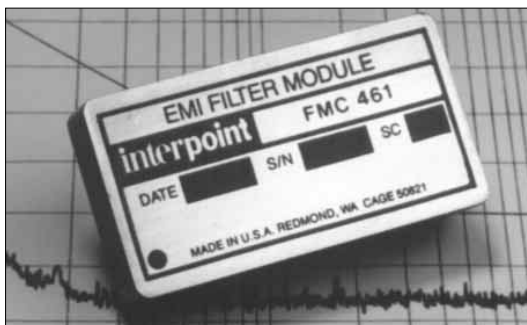 EMI FILTER MODULE
interpoint FMC 461
DATE S/N SC
MADE IN U.S.A. REDMOND, WA CAGE 50821